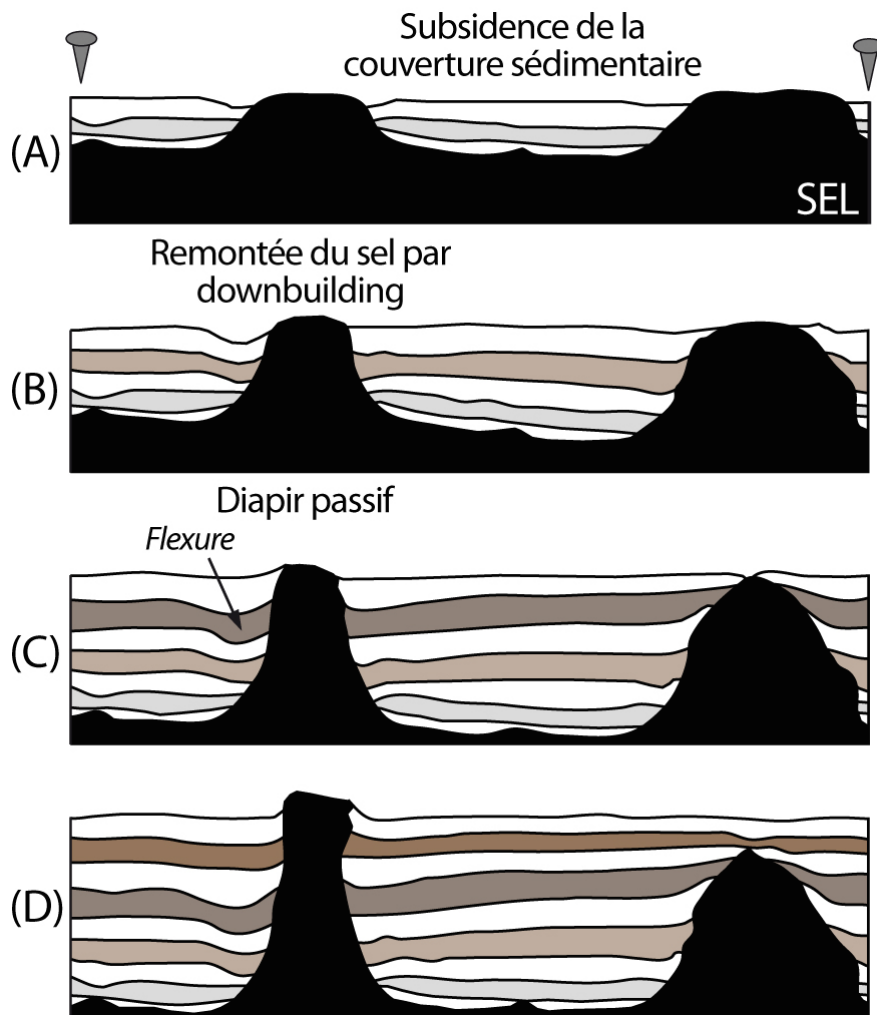 Subsidence de la
couverture sédimentaire
(A)
SEL
Remontée du sel par
downbuilding
(B)
Diapir passif
Flexure
(C)
(D)